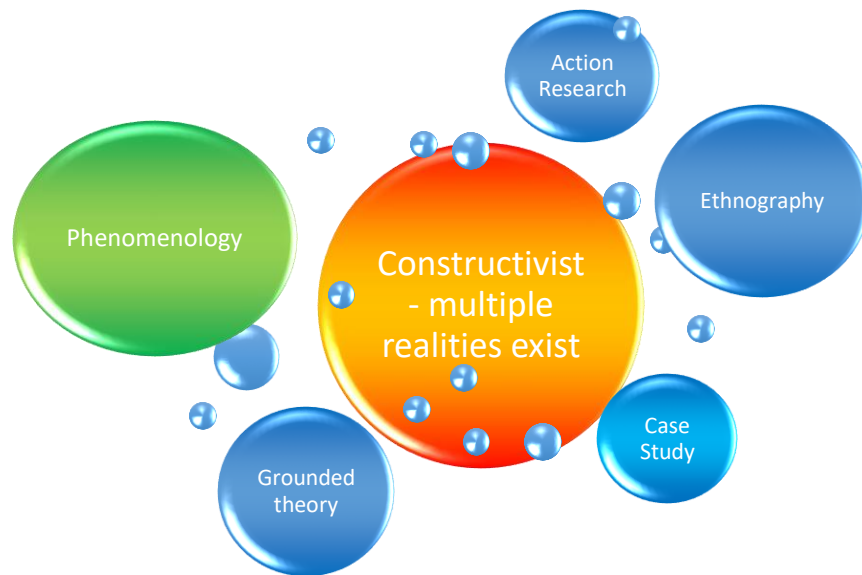 Action
Research
Ethnography
Phenomenology
Constructivist
- multiple
realities exist
Case
Study
Grounded
theory